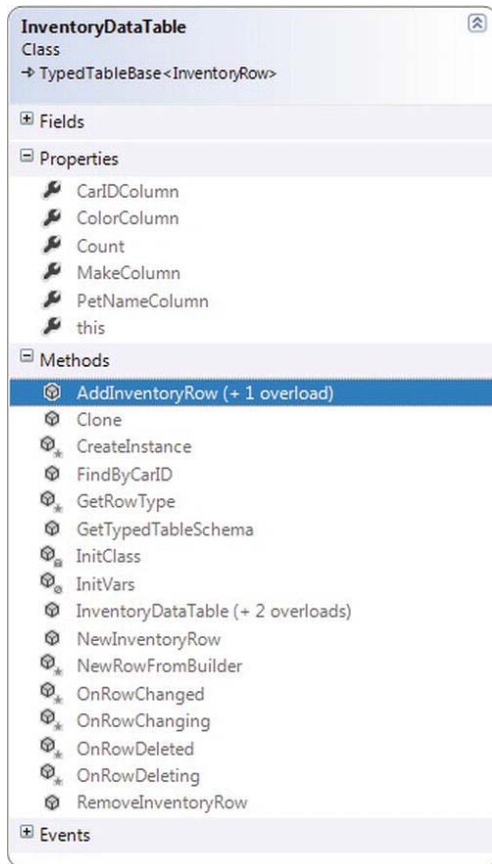 InventoryDataTable
Class
TypedTableBase<InventoryRow>
Fields
Properties
CarIDColumn
ColorColumn
Count
MakeColumn
PetNameColumn
this
Methods
AddInventoryRow (+ 1 overload)
Clone
CreateInstance
FindByCarID
GetRowType
GetTypedTableSchema
InitClass
InitVars
InventoryDataTable (+ 2 overloads)
NewInventoryRow
NewRowFromBuilder
OnRowChanged
OnRowChanging
OnRowDeleted
OnRowDeleting
RemoveInventoryRow
Events